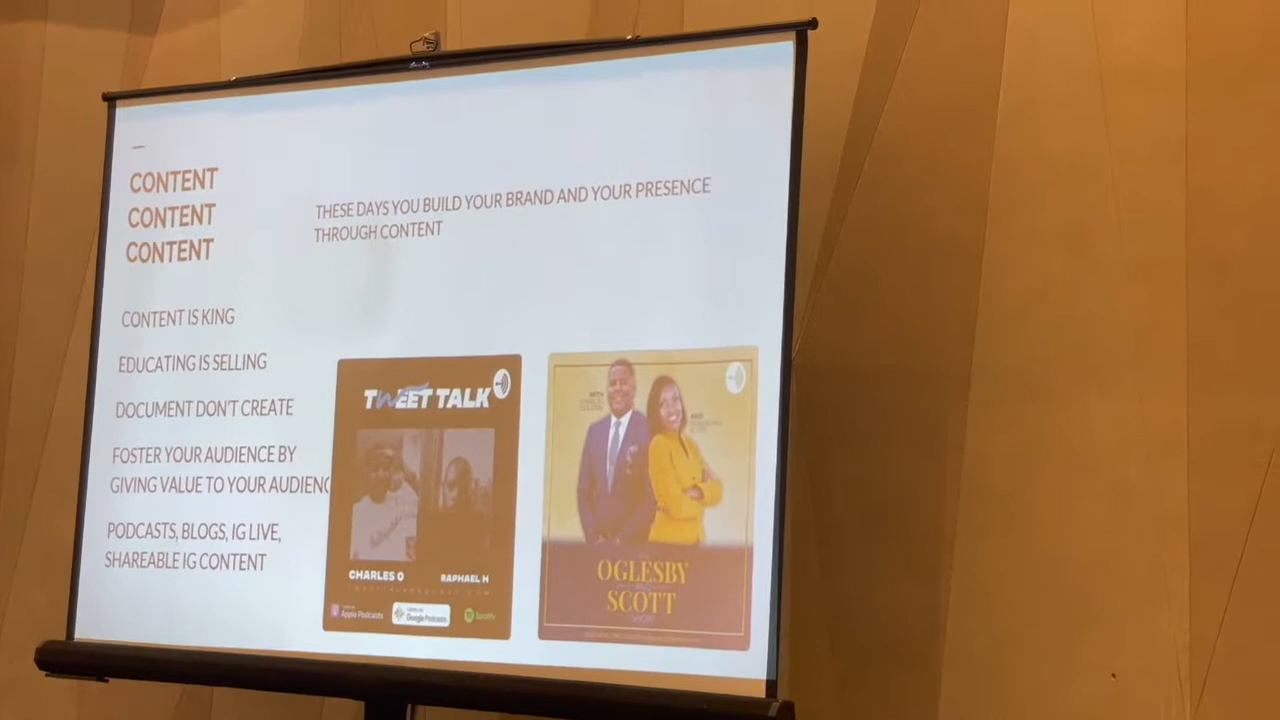 CONTENT
CONTENT
CONTENT
THESE DAYS YOU BUILD YOUR BRAND AND YOUR PRESENCE
THROUGH CONTENT
CONTENT IS KING
EDUCATING IS SELLING
DOCUMENT DON'T CREATE
FOSTER YOUR AUDIENCE BY
GIVING VALUE TO YOUR AUDIENC
PODCASTS, BLOGS, IG LIVE,
SHAREABLE IG CONTENT
TWEET TALK
CHARLES O
RAPHAEL H
Apple Podcasts
Google Podcasts
Spotify
WITH
AND
OGLESBY
SCOTT
SHOW